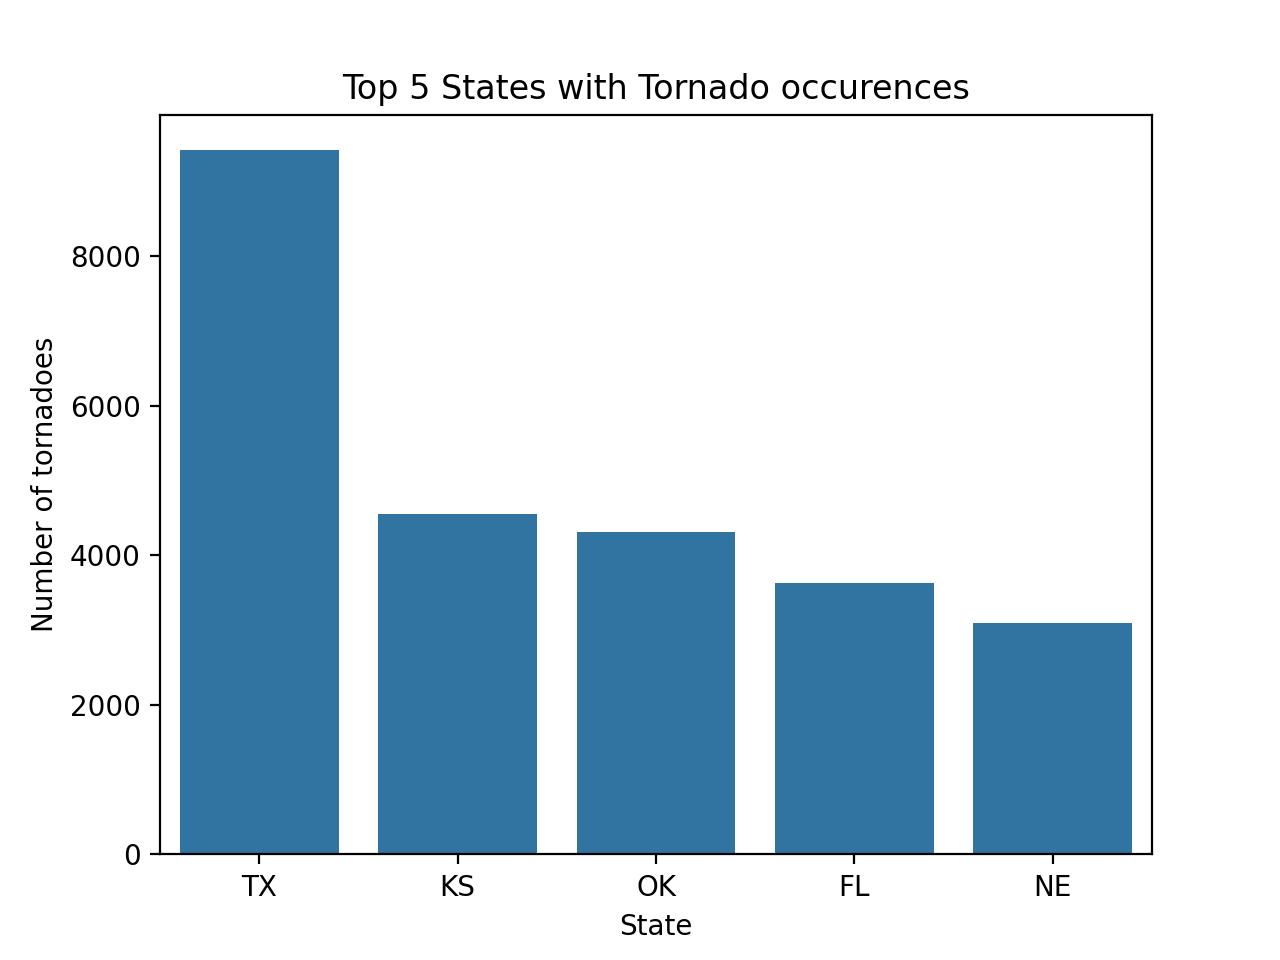 Top 5 States with Tornado occurences
8000
6000
4000
2000
0
Number of tornadoes
TX KS OK FL NE
State